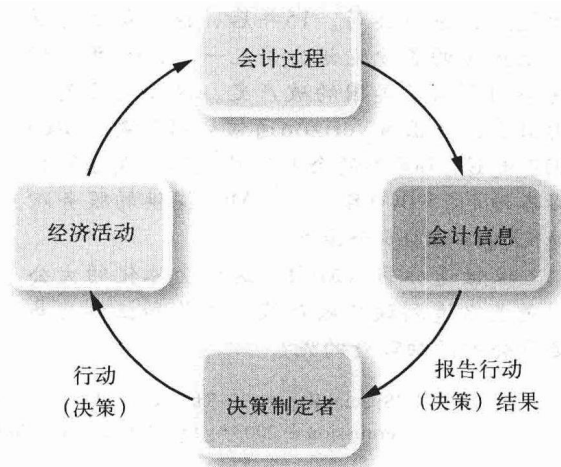 会计过程
经济活动
会计信息
行动
（决策）
决策制定者
报告行动
（决策）结果